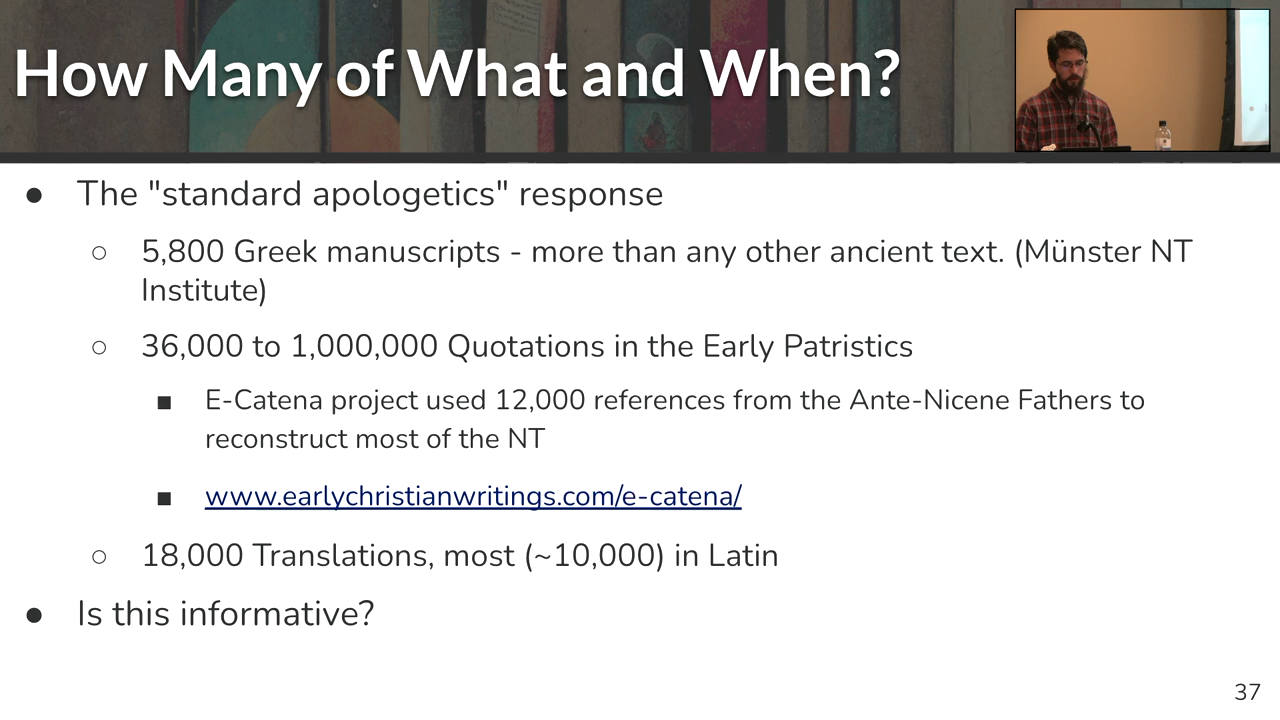 How Many of What and When?
● The "standard apologetics" response
○ 5,800 Greek manuscripts - more than any other ancient text. (Münster NT
Institute)
○ 36,000 to 1,000,000 Quotations in the Early Patristics
■ E-Catena project used 12,000 references from the Ante-Nicene Fathers to
reconstruct most of the NT
■ www.earlychristianwritings.com/e-catena/
○ 18,000 Translations, most (~10,000) in Latin
● Is this informative?
37